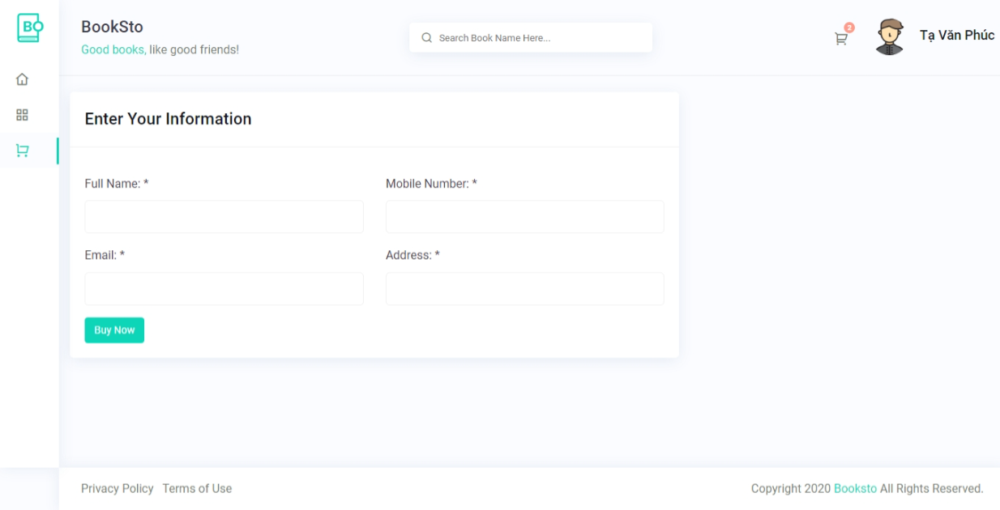 BO
BookSto
Good books, like good friends!
Search Book Name Here...
2
Tạ Văn Phúc
Enter Your Information
Full Name: *
Mobile Number: *
Email: *
Address: *
Buy Now
Privacy Policy Terms of Use
Copyright 2020 Booksto All Rights Reserved.